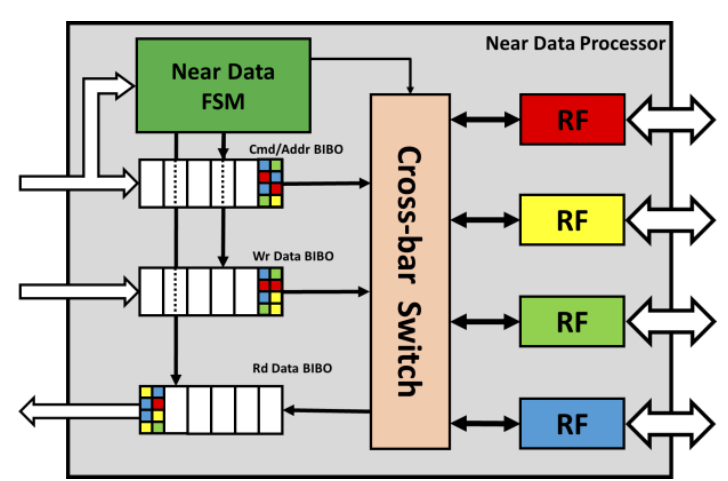 Near Data Processor
Near Data
FSM
Cmd/Addr BIBO
Wr Data BIBO
Rd Data BIBO
Cross-bar Switch
RF
RF
RF
RF